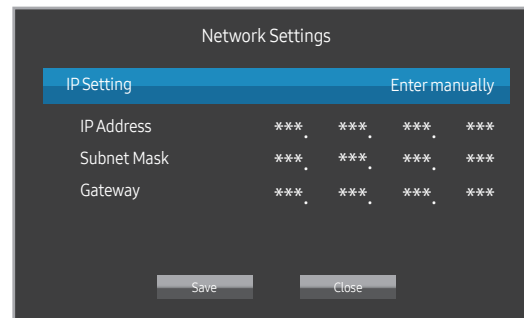 Network Settings
IP Setting Enter manually
IP Address ***. ***. ***. ***
Subnet Mask ***. ***. ***. ***
Gateway ***. ***. ***. ***
Save Close